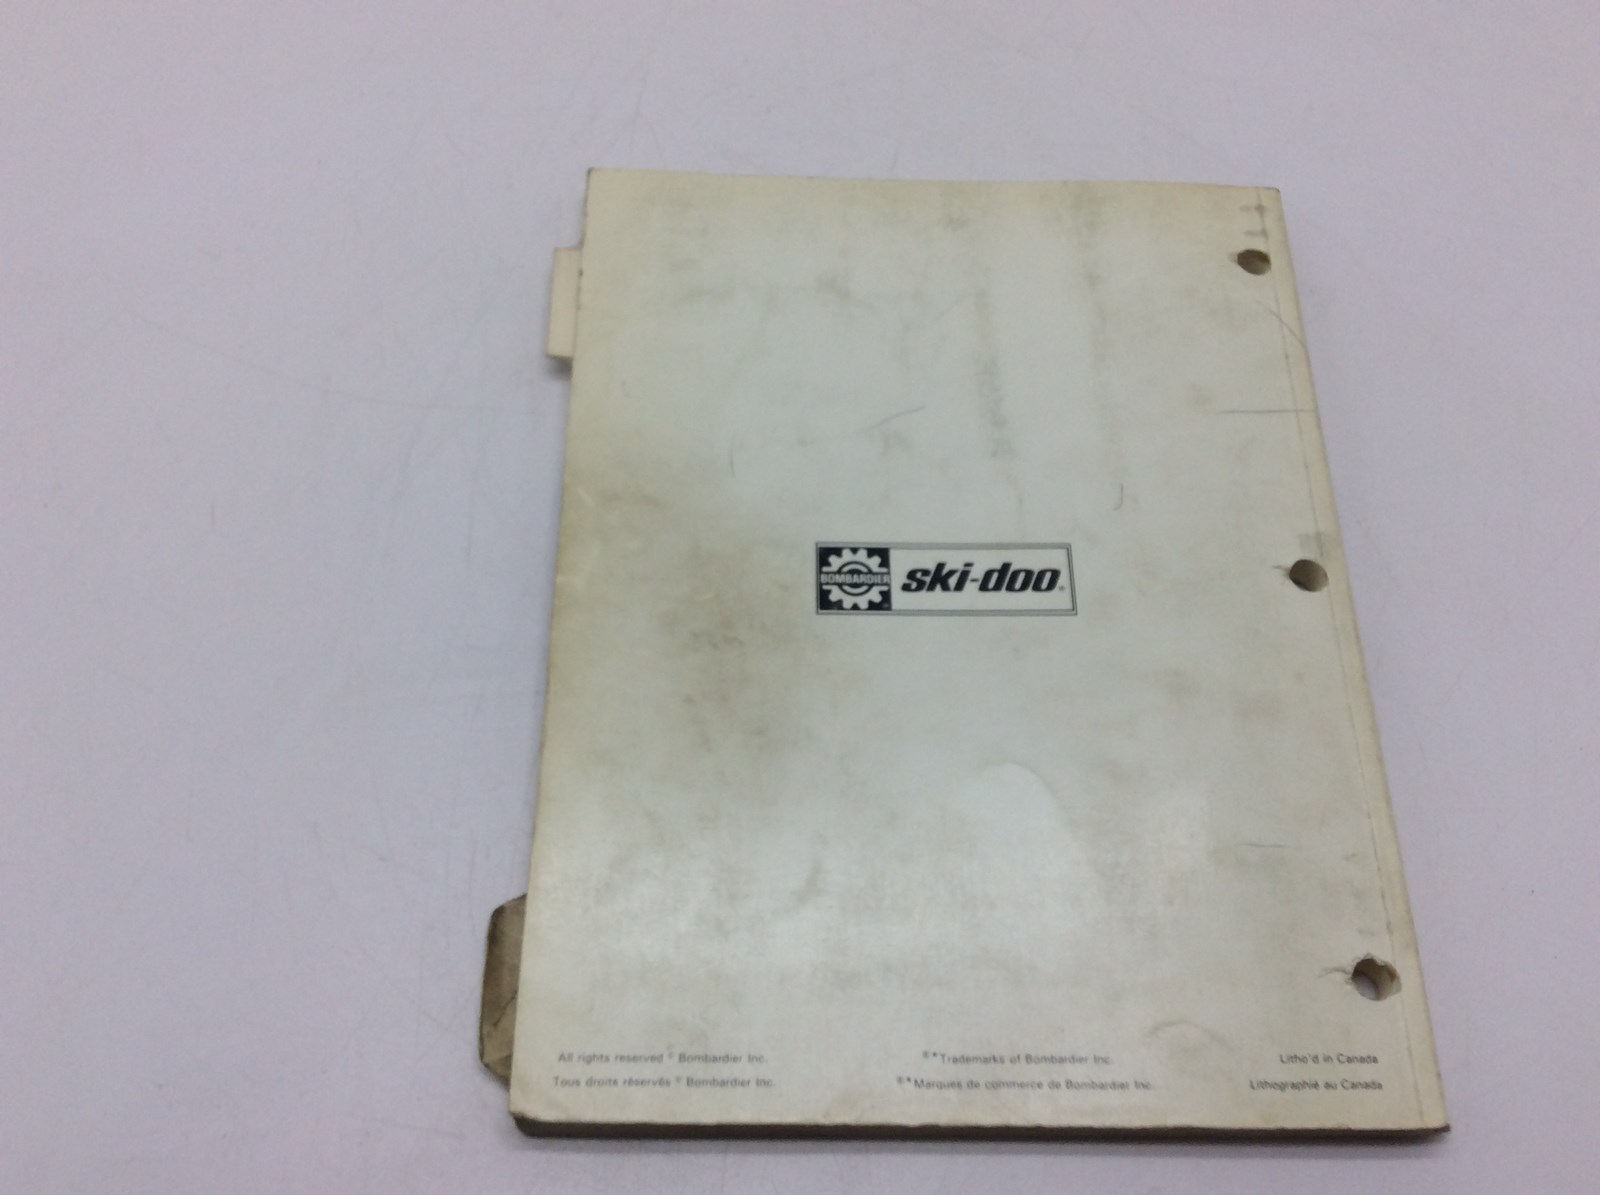 BOMBARDIER ski-doo
All rights reserved © Bombardier Inc. ®*Trademarks of Bombardier Inc. Litho'd in Canada
Tous droits réservés © Bombardier Inc. ®*Marques de commerce de Bombardier Inc. Lithographié au Canada